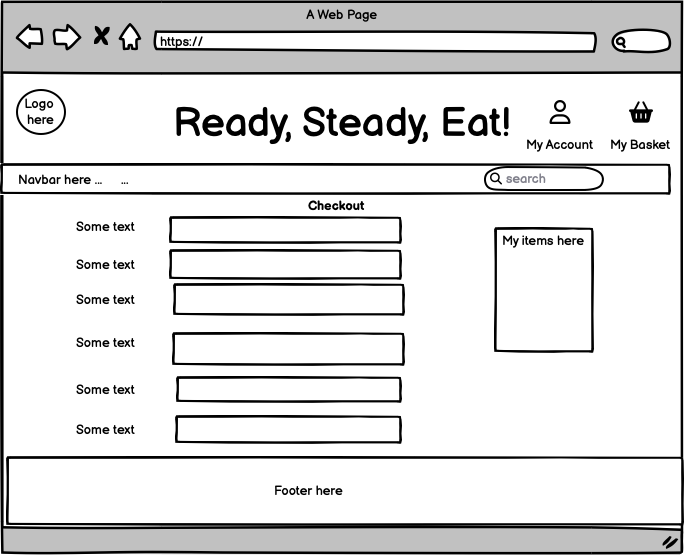 A Web Page
https://
Logo
here
Ready, Steady, Eat!
My Account
My Basket
Navbar here ... ...
search
Checkout
Some text
My items here
Some text
Some text
Some text
Some text
Some text
Footer here